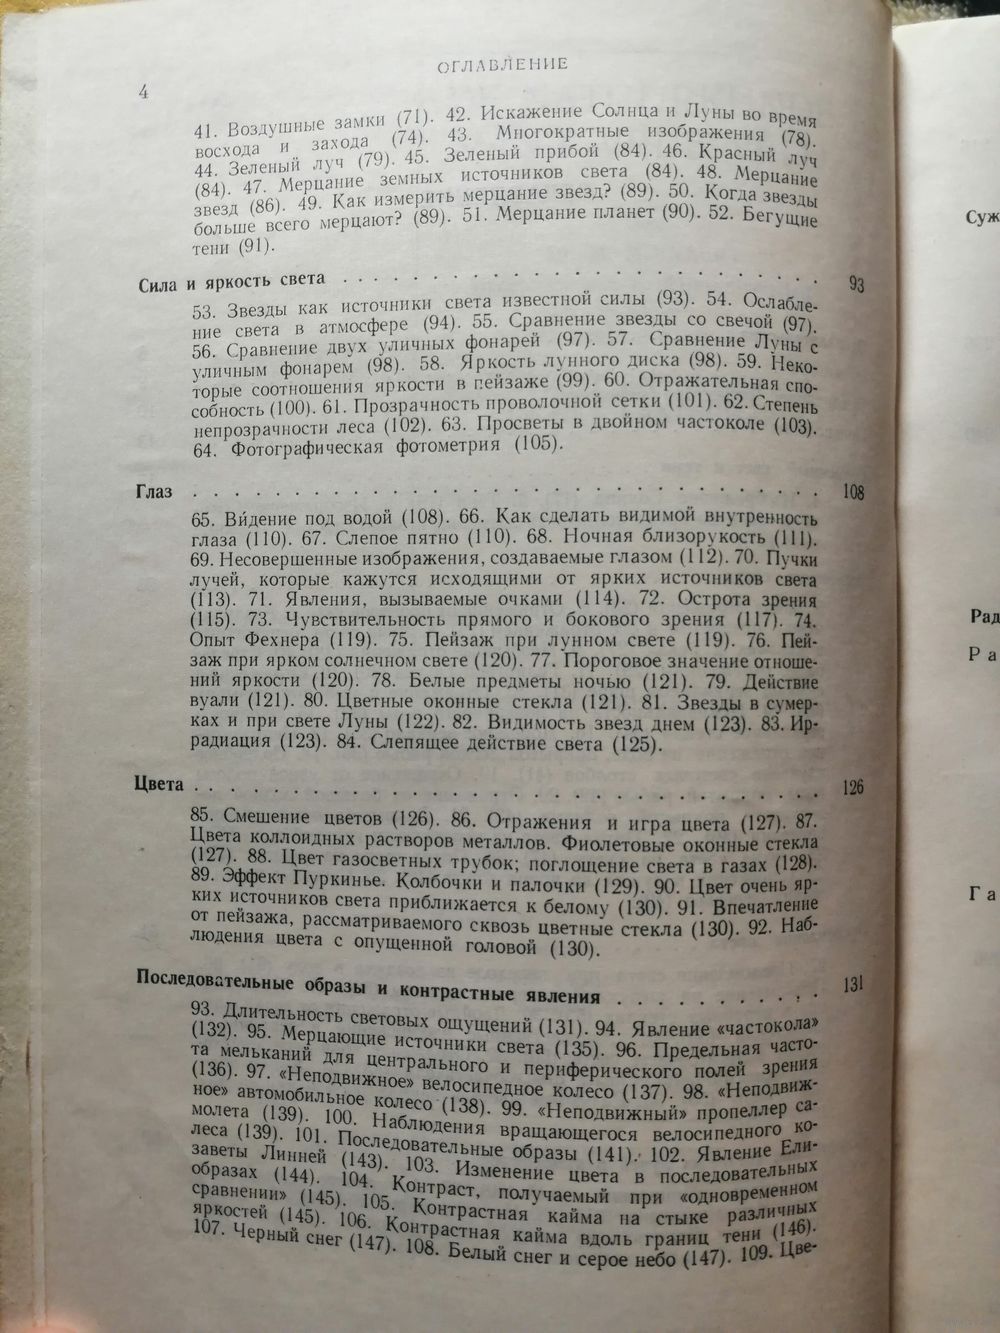 ОГЛАВЛЕНИЕ
4
41. Воздушные замки (71). 42. Искажение Солнца и Луны во время
восхода и захода (74). 43. Многократные изображения (78).
44. Зеленый луч (79). 45. Зеленый прибой (84). 46. Красный луч
(84). 47. Мерцание земных источников света (84). 48. Мерцание
звезд (86). 49. Как измерить мерцание звезд? (89). 50. Когда звезды
больше всего мерцают? (89). 51. Мерцание планет (90). 52. Бегущие
тени (91).
Сила и яркость света . . . . . . . . . . . . . . . . . . . . . . . 93
53. Звезды как источники света известной силы (93). 54. Ослабле-
ние света в атмосфере (94). 55. Сравнение звезды со свечой (97).
56. Сравнение двух уличных фонарей (97). 57. Сравнение Луны с
уличным фонарем (98). 58. Яркость лунного диска (98). 59. Неко-
торые соотношения яркости в пейзаже (99). 60. Отражательная спо-
собность (100). 61. Прозрачность проволочной сетки (101). 62. Степень
непрозрачности леса (102). 63. Просветы в двойном частоколе (103).
64. Фотографическая фотометрия (105).
Глаз . . . . . . . . . . . . . . . . . . . . . . . . . . . . . . . 108
65. Ви́дение под водой (108). 66. Как сделать видимой внутренность
глаза (110). 67. Слепое пятно (110). 68. Ночная близорукость (111).
69. Несовершенные изображения, создаваемые глазом (112). 70. Пучки
лучей, которые кажутся исходящими от ярких источников света
(113). 71. Явления, вызываемые очками (114). 72. Острота зрения
(115). 73. Чувствительность прямого и бокового зрения (117). 74.
Опыт Фехнера (119). 75. Пейзаж при лунном свете (119). 76. Пей-
заж при ярком солнечном свете (120). 77. Пороговое значение отноше-
ний яркости (120). 78. Белые предметы ночью (121). 79. Действие
вуали (121). 80. Цветные оконные стекла (121). 81. Звезды в сумер-
ках и при свете Луны (122). 82. Видимость звезд днем (123). 83. Ир-
радиация (123). 84. Слепящее действие света (125).
Цвета . . . . . . . . . . . . . . . . . . . . . . . . . . . . . . 126
85. Смешение цветов (126). 86. Отражения и игра цвета (127). 87.
Цвета коллоидных растворов металлов. Фиолетовые оконные стекла
(127). 88. Цвет газосветных трубок; поглощение света в газах (128).
89. Эффект Пуркинье. Колбочки и палочки (129). 90. Цвет очень яр-
ких источников света приближается к белому (130). 91. Впечатление
от пейзажа, рассматриваемого сквозь цветные стекла (130). 92. Наб-
людения цвета с опущенной головой (130).
Последовательные образы и контрастные явления . . . . . . . . . . . 131
93. Длительность световых ощущений (131). 94. Явление «частокола»
(132). 95. Мерцающие источники света (135). 96. Предельная часто-
та мельканий для центрального и периферического полей зрения
(136). 97. «Неподвижное» велосипедное колесо (137). 98. «Неподвиж-
ное» автомобильное колесо (138). 99. «Неподвижный» пропеллер са-
молета (139). 100. Наблюдения вращающегося велосипедного ко-
леса (139). 101. Последовательные образы (141). 102. Явление Ели-
заветы Линней (143). 103. Изменение цвета в последовательных
образах (144). 104. Контраст, получаемый при «одновременном
сравнении» (145). 105. Контрастная кайма на стыке различных
яркостей (145). 106. Контрастная кайма вдоль границ тени (146).
107. Черный снег (147). 108. Белый снег и серое небо (147). 109. Цве-
Суж
Рад
Ра
Га